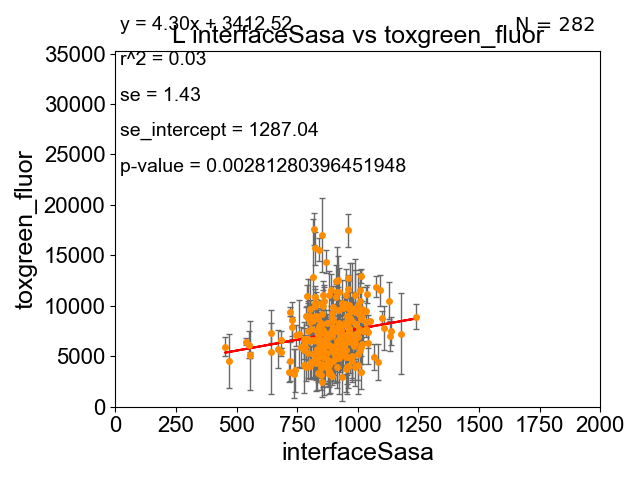 y = 4.30x + 3412.52
N = 282
L interfaceSasa vs toxgreen_fluor
r^2 = 0.03
se = 1.43
se_intercept = 1287.04
p-value = 0.00281280396451948
toxgreen_fluor
35000
30000
25000
20000
15000
10000
5000
0
0 250 500 750 1000 1250 1500 1750 2000
interfaceSasa